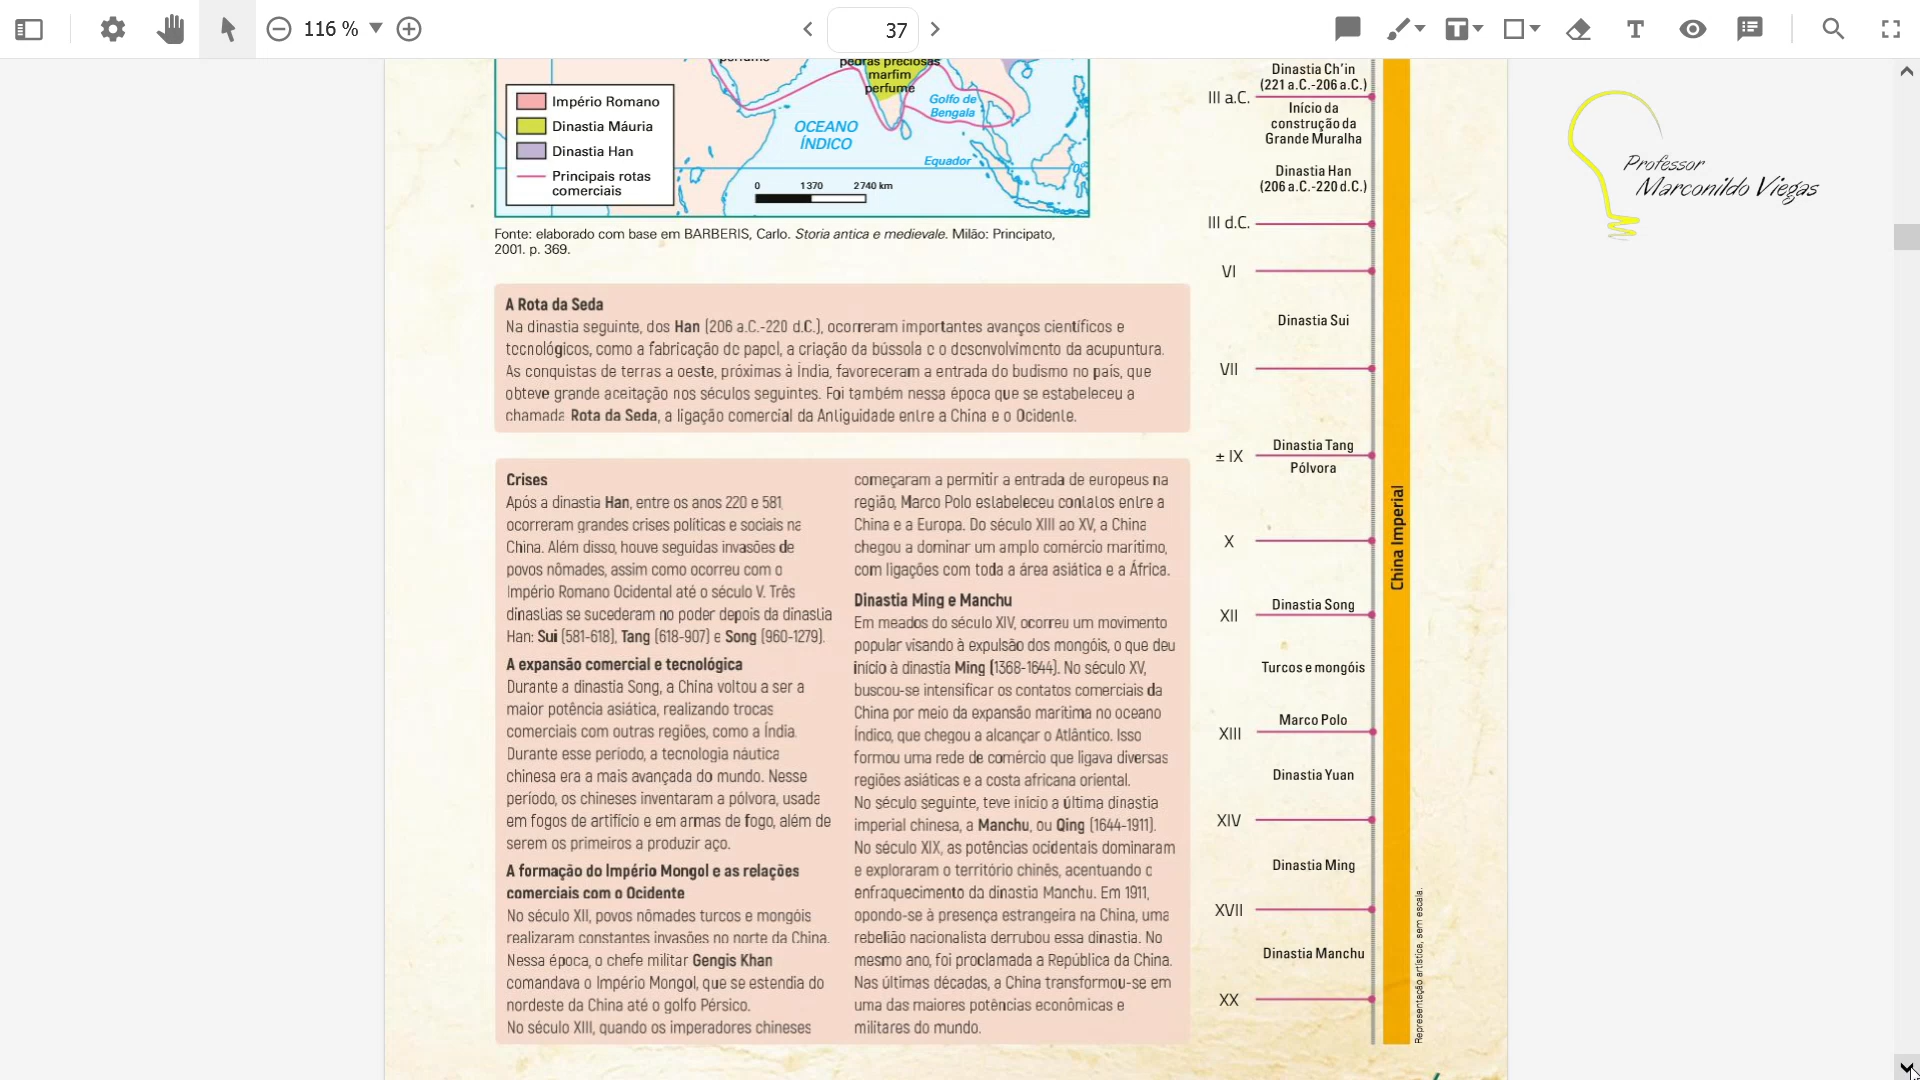 116 %
37
perfume
pedras preciosas
marfim
perfume
Golfo de
Bengala
OCEANO
ÍNDICO
Equador
0 1370 2740 km
Império Romano
Dinastia Máuria
Dinastia Han
Principais rotas
comerciais
Fonte: elaborado com base em BARBERIS, Carlo. Storia antica e medievale. Milão: Principato,
2001. p. 369.
A Rota da Seda
Na dinastia seguinte, dos Han (206 a.C.-220 d.C.), ocorreram importantes avanços científicos e
tecnológicos, como a fabricação de papel, a criação da bússola e o desenvolvimento da acupuntura.
As conquistas de terras a oeste, próximas à Índia, favoreceram a entrada do budismo no país, que
obteve grande aceitação nos séculos seguintes. Foi também nessa época que se estabeleceu a
chamada Rota da Seda, a ligação comercial da Antiguidade entre a China e o Ocidente.
Crises
Após a dinastia Han, entre os anos 220 e 581,
ocorreram grandes crises políticas e sociais na
China. Além disso, houve seguidas invasões de
povos nômades, assim como ocorreu com o
Império Romano Ocidental até o século V. Três
dinastias se sucederam no poder depois da dinastia
Han: Sui (581-618), Tang (618-907) e Song (960-1279).
A expansão comercial e tecnológica
Durante a dinastia Song, a China voltou a ser a
maior potência asiática, realizando trocas
comerciais com outras regiões, como a Índia.
Durante esse período, a tecnologia náutica
chinesa era a mais avançada do mundo. Nesse
período, os chineses inventaram a pólvora, usada
em fogos de artifício e em armas de fogo, além de
serem os primeiros a produzir aço.
A formação do Império Mongol e as relações
comerciais com o Ocidente
No século XII, povos nômades turcos e mongóis
realizaram constantes invasões no norte da China.
Nessa época, o chefe militar Gengis Khan
comandava o Império Mongol, que se estendia do
nordeste da China até o golfo Pérsico.
No século XIII, quando os imperadores chineses
começaram a permitir a entrada de europeus na
região, Marco Polo estabeleceu contatos entre a
China e a Europa. Do século XIII ao XV, a China
chegou a dominar um amplo comércio marítimo,
com ligações com toda a área asiática e a África.
Dinastia Ming e Manchu
Em meados do século XIV, ocorreu um movimento
popular visando à expulsão dos mongóis, o que deu
início à dinastia Ming (1368-1644). No século XV,
buscou-se intensificar os contatos comerciais da
China por meio da expansão marítima no oceano
Índico, que chegou a alcançar o Atlântico. Isso
formou uma rede de comércio que ligava diversas
regiões asiáticas e a costa africana oriental.
No século seguinte, teve início a última dinastia
imperial chinesa, a Manchu, ou Qing (1644-1911).
No século XIX, as potências ocidentais dominaram
e exploraram o território chinês, acentuando o
enfraquecimento da dinastia Manchu. Em 1911,
opondo-se à presença estrangeira na China, uma
rebelião nacionalista derrubou essa dinastia. No
mesmo ano, foi proclamada a República da China.
Nas últimas décadas, a China transformou-se em
uma das maiores potências econômicas e
militares do mundo.
Dinastia Ch'in
(221 a.C.-206 a.C.)
III a.C.
Início da
construção da
Grande Muralha
Dinastia Han
(206 a.C.-220 d.C.)
III d.C.
VI
Dinastia Sui
VII
Dinastia Tang
± IX
Pólvora
X
Dinastia Song
XII
Turcos e mongóis
Marco Polo
XIII
Dinastia Yuan
XIV
Dinastia Ming
XVII
Dinastia Manchu
XX
China Imperial
Representação artística, sem escala.
Professor
Marconildo Viegas